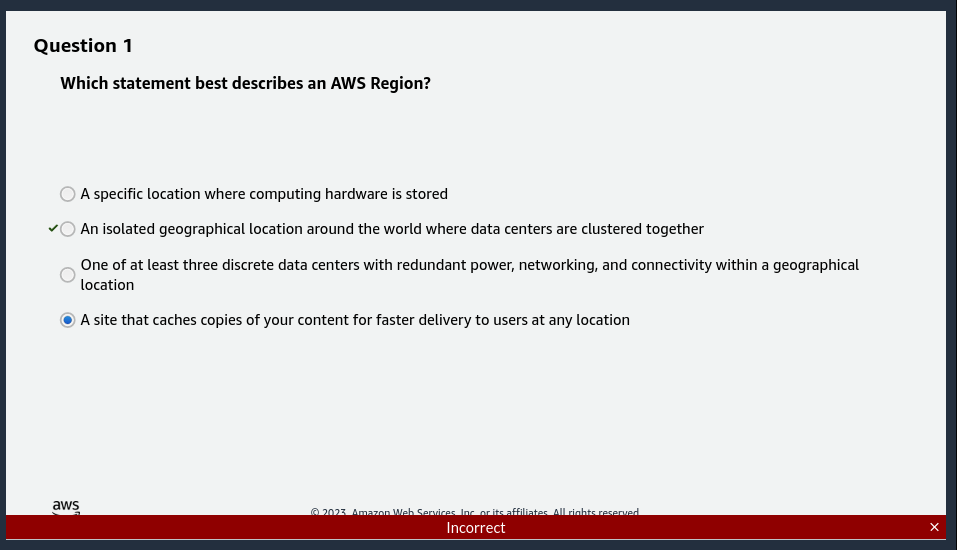 Question 1
Which statement best describes an AWS Region?
A specific location where computing hardware is stored
An isolated geographical location around the world where data centers are clustered together
One of at least three discrete data centers with redundant power, networking, and connectivity within a geographical
location
A site that caches copies of your content for faster delivery to users at any location
aws
© 2023, Amazon Web Services, Inc. or its affiliates. All rights reserved.
Incorrect